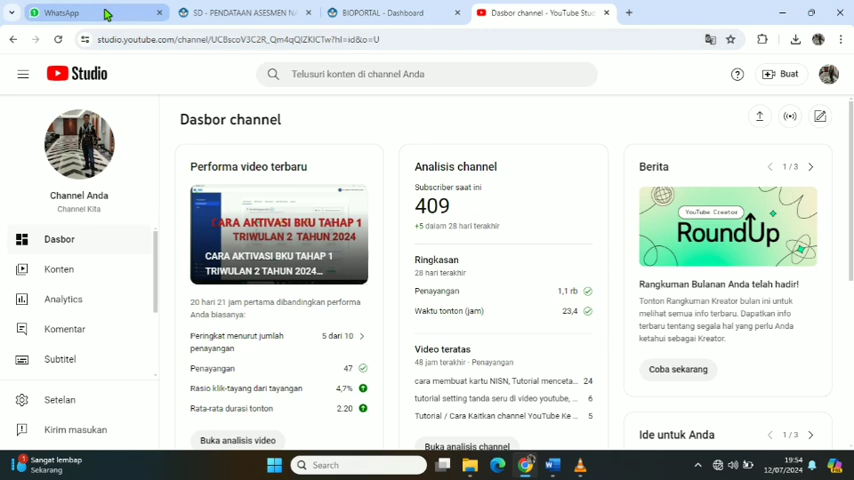 WhatsApp
SD - PENDATAAN ASESMEN NA
BIOPORTAL - Dashboard
Dasbor channel - YouTube Stu
studio.youtube.com/channel/UCBscoV3C2R_Qm4qQIZKICTw?hl=id&o=U
Studio
Telusuri konten di channel Anda
Buat
Channel Anda
Channel Kita
Dasbor
Konten
Analytics
Komentar
Subtitel
Setelan
Kirim masukan
Dasbor channel
Performa video terbaru
CARA AKTIVASI BKU TAHAP 1
TRIWULAN 2 TAHUN 2024
CARA AKTIVASI BKU TAHAP 1
TRIWULAN 2 TAHUN 2024...
20 hari 21 jam pertama dibandingkan performa
Anda biasanya:
Peringkat menurut jumlah
penayangan
5 dari 10
Penayangan
47
Rasio klik-tayang dari tayangan
4,7%
Rata-rata durasi tonton
2.20
Buka analisis video
Analisis channel
Subscriber saat ini
409
+5 dalam 28 hari terakhir
Ringkasan
28 hari terakhir
Penayangan
1,1 rb
Waktu tonton (jam)
23,4
Video teratas
48 jam terakhir · Penayangan
cara membuat kartu NISN, Tutorial menceta...
24
tutorial setting tanda seru di video youtube, ...
6
Tutorial / Cara Kaitkan channel YouTube Ke ...
5
Buka analisis channel
Berita
1 / 3
YouTube Creator
RoundUp
Rangkuman Bulanan Anda telah hadir!
Tonton Rangkuman Kreator bulan ini untuk
melihat semua info terbaru. Dapatkan info
terbaru tentang segala hal yang perlu Anda
ketahui sebagai Kreator.
Coba sekarang
Ide untuk Anda
1 / 3
Sangat lembap
Sekarang
Search
19:54
12/07/2024